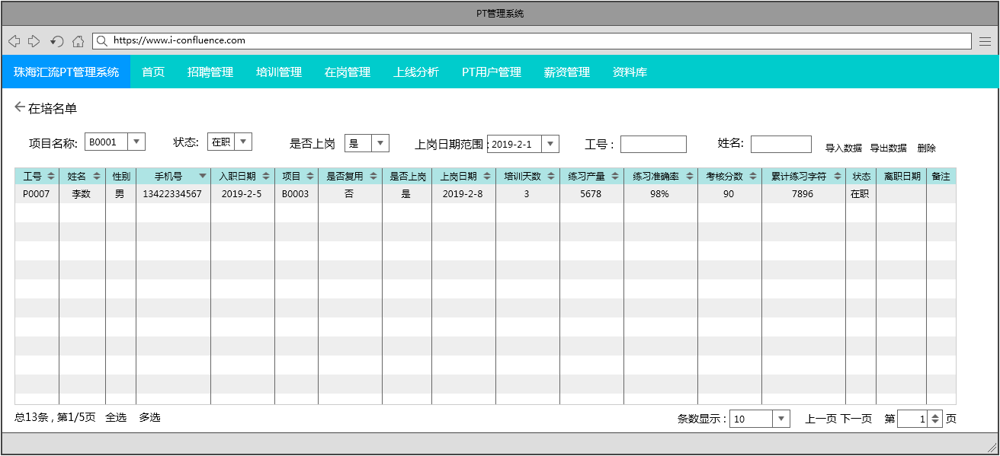 PT管理系统
https://www.i-confluence.com
珠海汇流PT管理系统 首页 招聘管理 培训管理 在岗管理 上线分析 PT用户管理 薪资管理 资料库
在培名单
项目名称: B0001 状态: 在职 是否上岗 是 上岗日期范围: 2019-2-1 工号: 姓名: 导入数据 导出数据 删除
工号 姓名 性别 手机号 入职日期 项目 是否复用 是否上岗 上岗日期 培训天数 练习产量 练习准确率 考核分数 累计练习字符 状态 离职日期 备注
P0007 李数 男 13422334567 2019-2-5 B0003 否 是 2019-2-8 3 5678 98% 90 7896 在职
总13条 , 第1/5页 全选 多选 条数显示 : 10 上一页 下一页 第 1 页